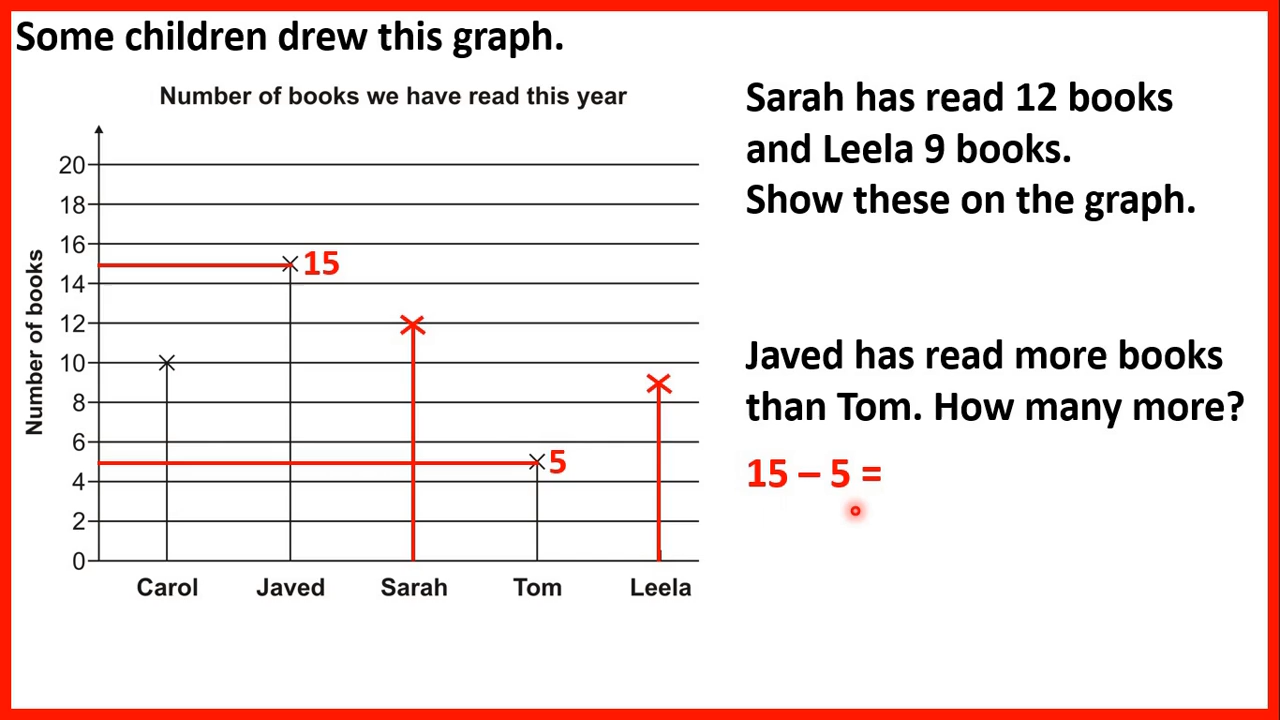 Some children drew this graph.
Number of books we have read this year
Number of books
20
18
16
14
12
10
8
6
4
2
0
15
5
Carol Javed Sarah Tom Leela
Sarah has read 12 books
and Leela 9 books.
Show these on the graph.
Javed has read more books
than Tom. How many more?
15 – 5 =